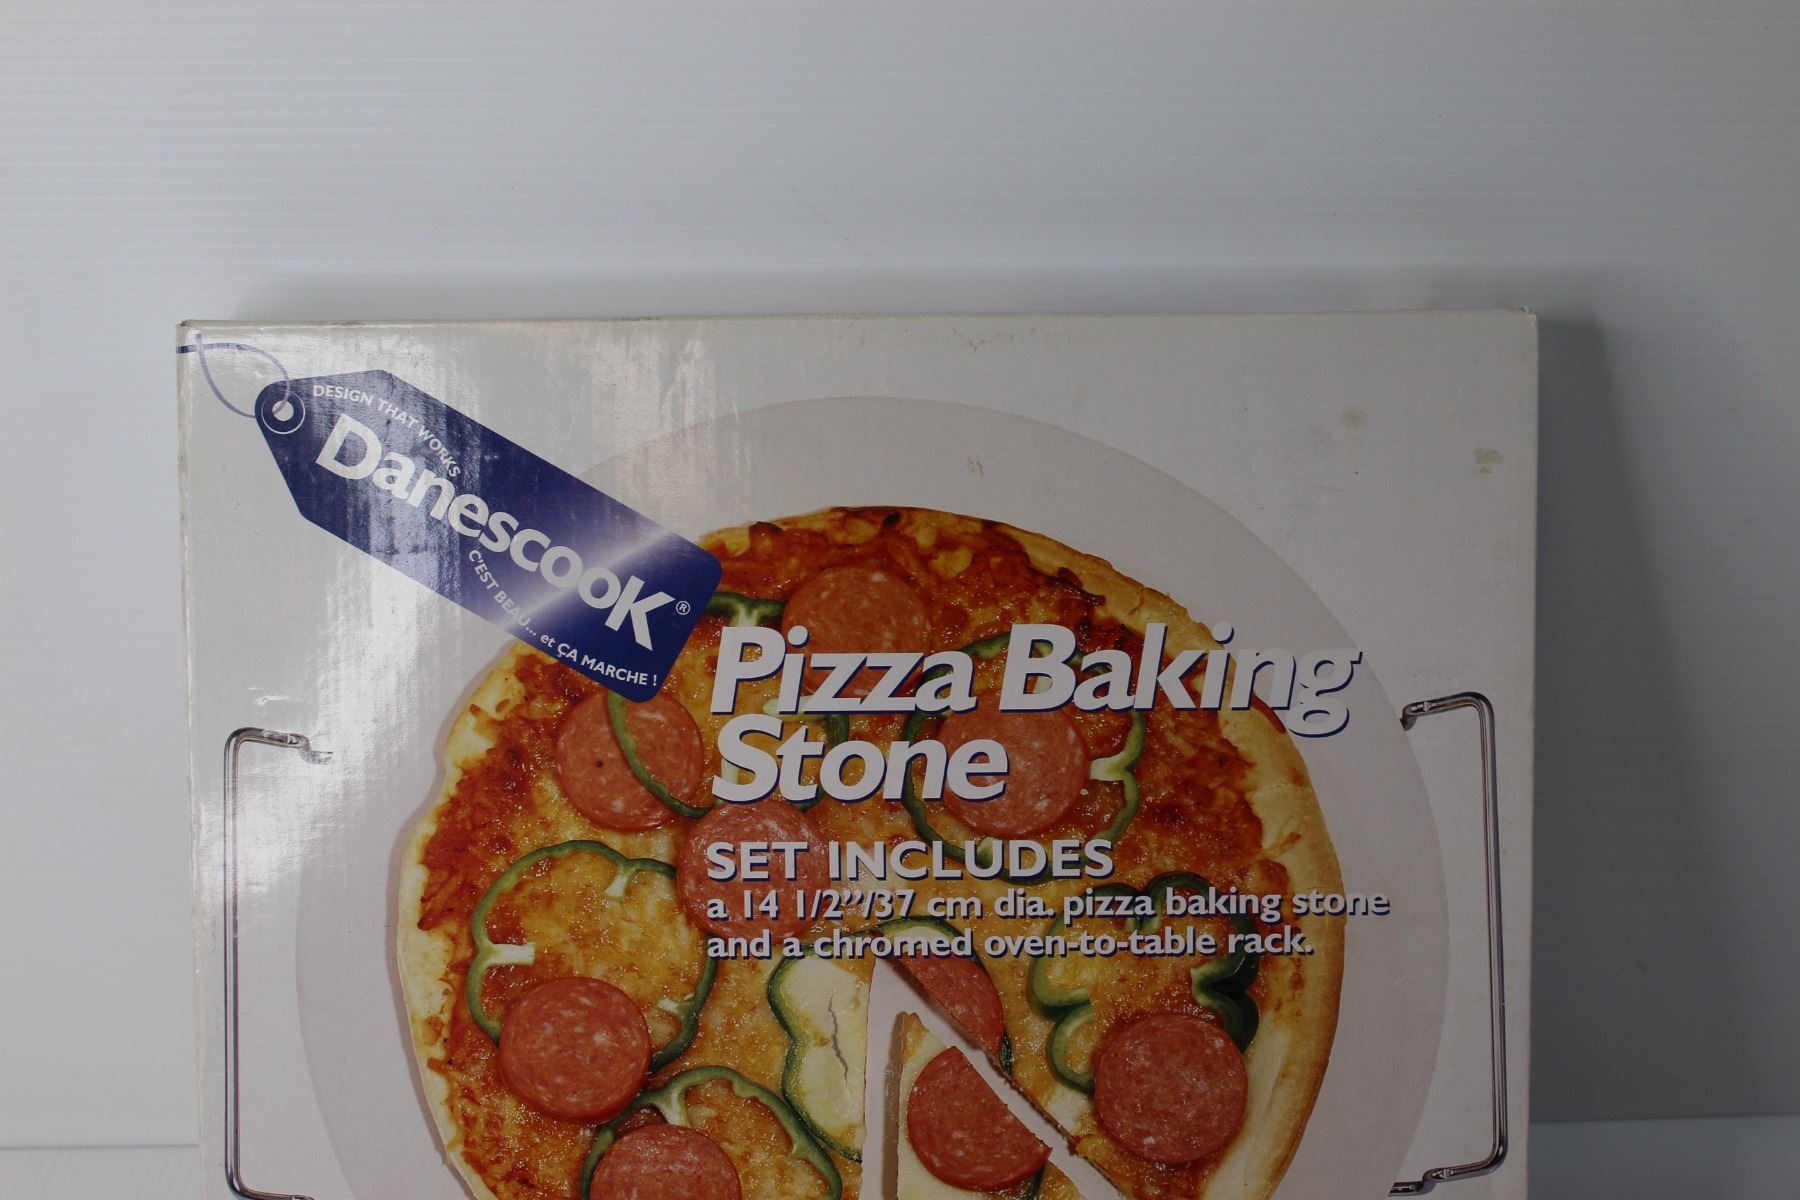 DESIGN THAT WORKS
Danescook®
C'EST BEAU... et ÇA MARCHE !
Pizza Baking
Stone
SET INCLUDES
a 14 1/2”/37 cm dia. pizza baking stone
and a chromed oven-to-table rack.